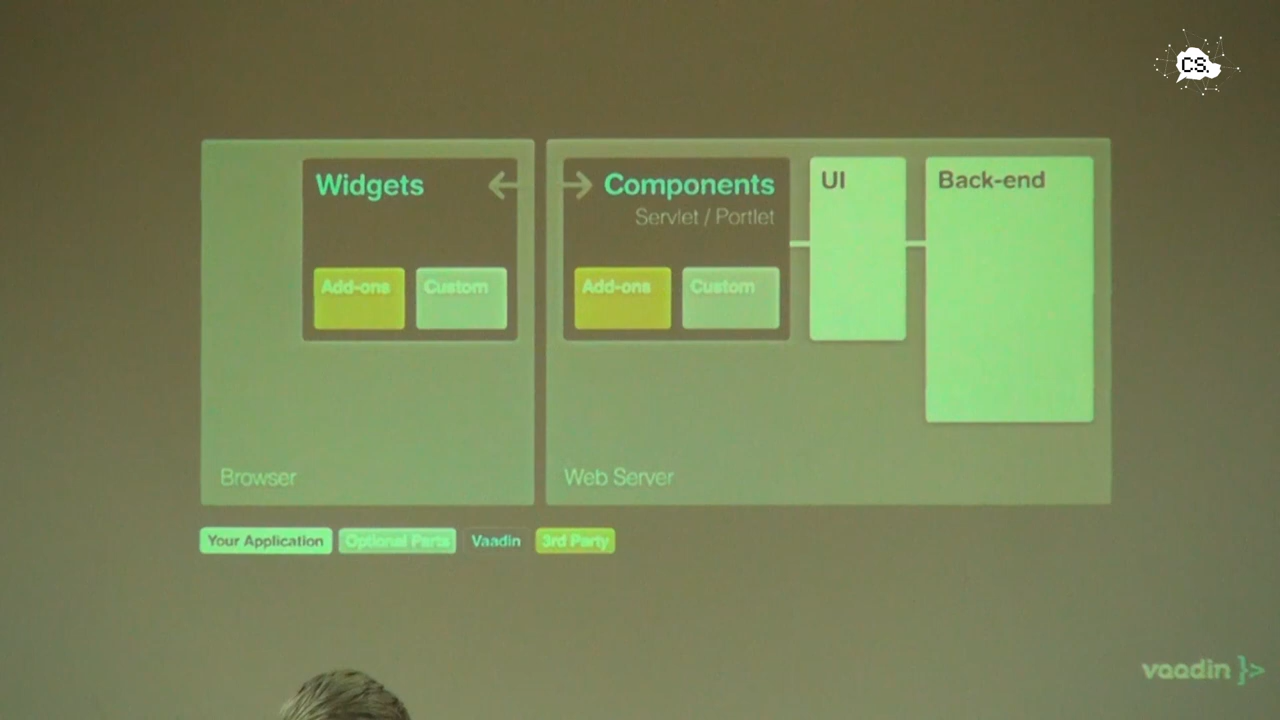 CS.
Widgets
Components
UI
Back-end
Servlet / Portlet
Add-ons
Custom
Add-ons
Custom
Browser
Web Server
Your Application
Optional Parts
Vaadin
3rd Party
vaadin }>